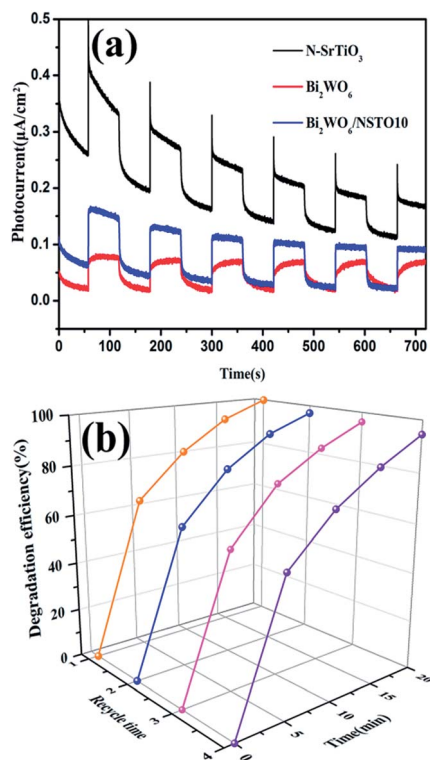 (a)
0.5
0.4
0.3
0.2
0.1
0.0
Photocurrent(μA/cm²)
N-SrTiO₃
Bi₂WO₆
Bi₂WO₆/NSTO10
0 100 200 300 400 500 600 700
Time(s)
(b)
100
80
60
40
20
0
Degradation efficiency(%)
1 2 3 4
Recycle time
0 5 10 15 20
Time(min)